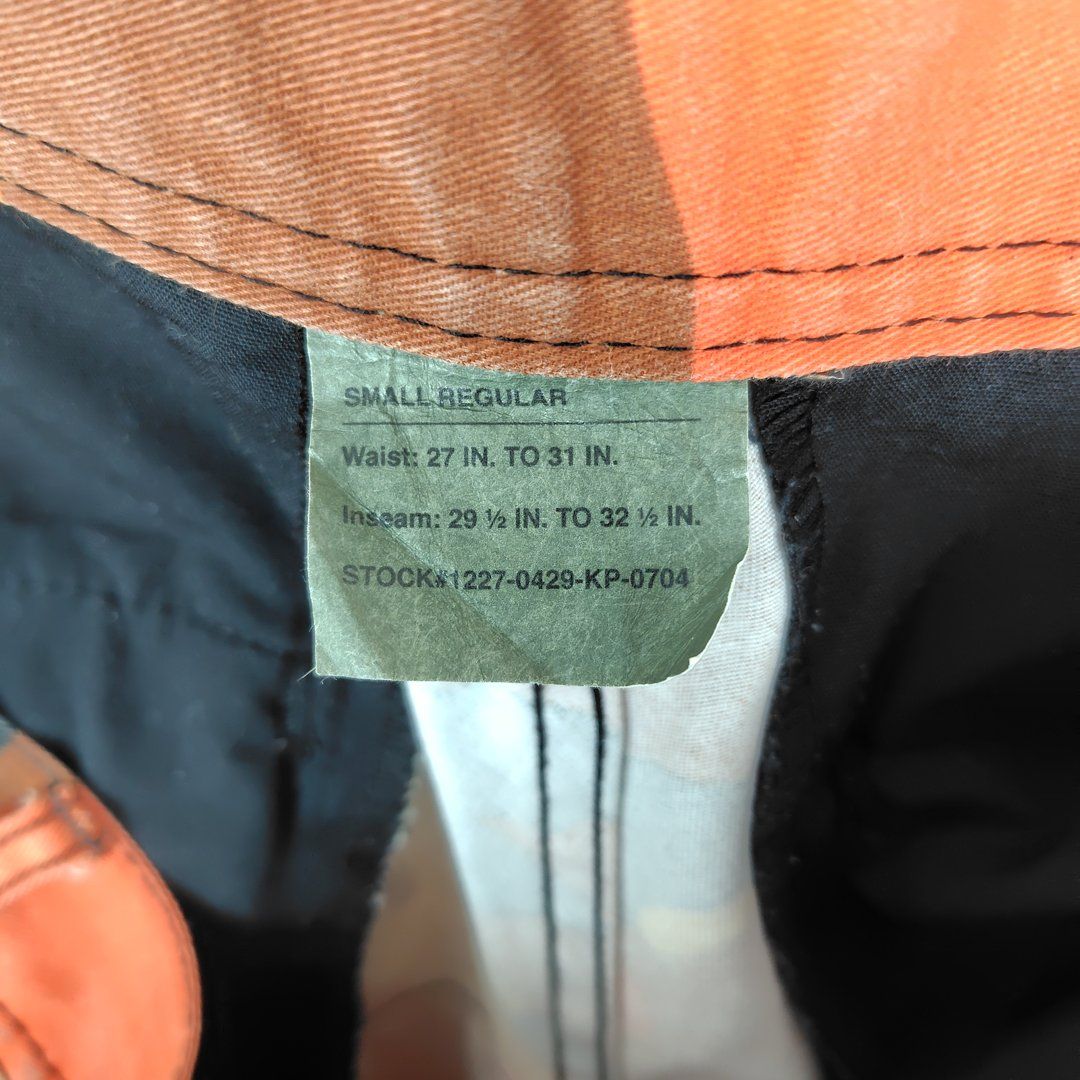 SMALL REGULAR
Waist: 27 IN. TO 31 IN.
Inseam: 29 ½ IN. TO 32 ½ IN.
STOCK#1227-0429-KP-0704